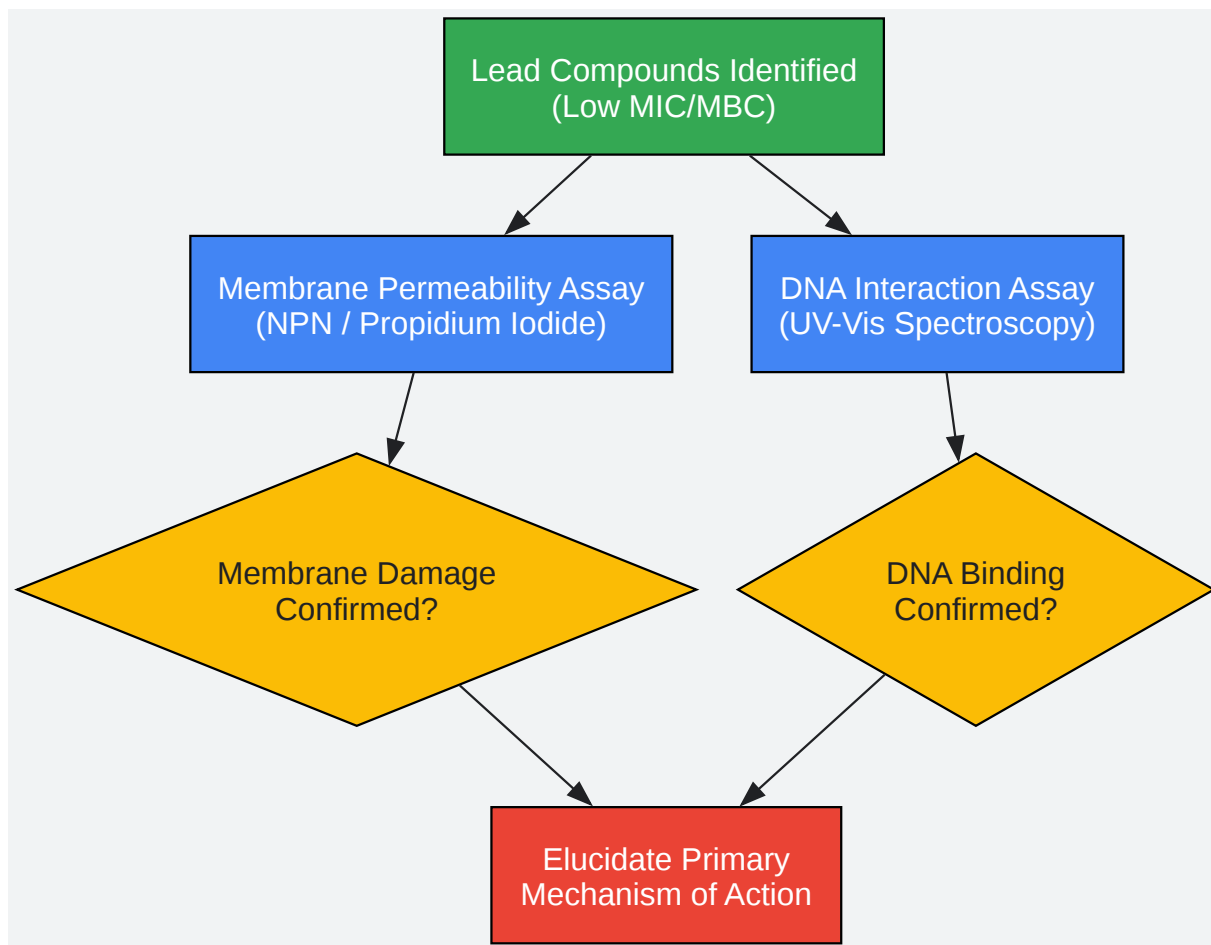 Lead Compounds Identified
(Low MIC/MBC)
Membrane Permeability Assay
(NPN / Propidium Iodide)
DNA Interaction Assay
(UV-Vis Spectroscopy)
Membrane Damage
Confirmed?
DNA Binding
Confirmed?
Elucidate Primary
Mechanism of Action